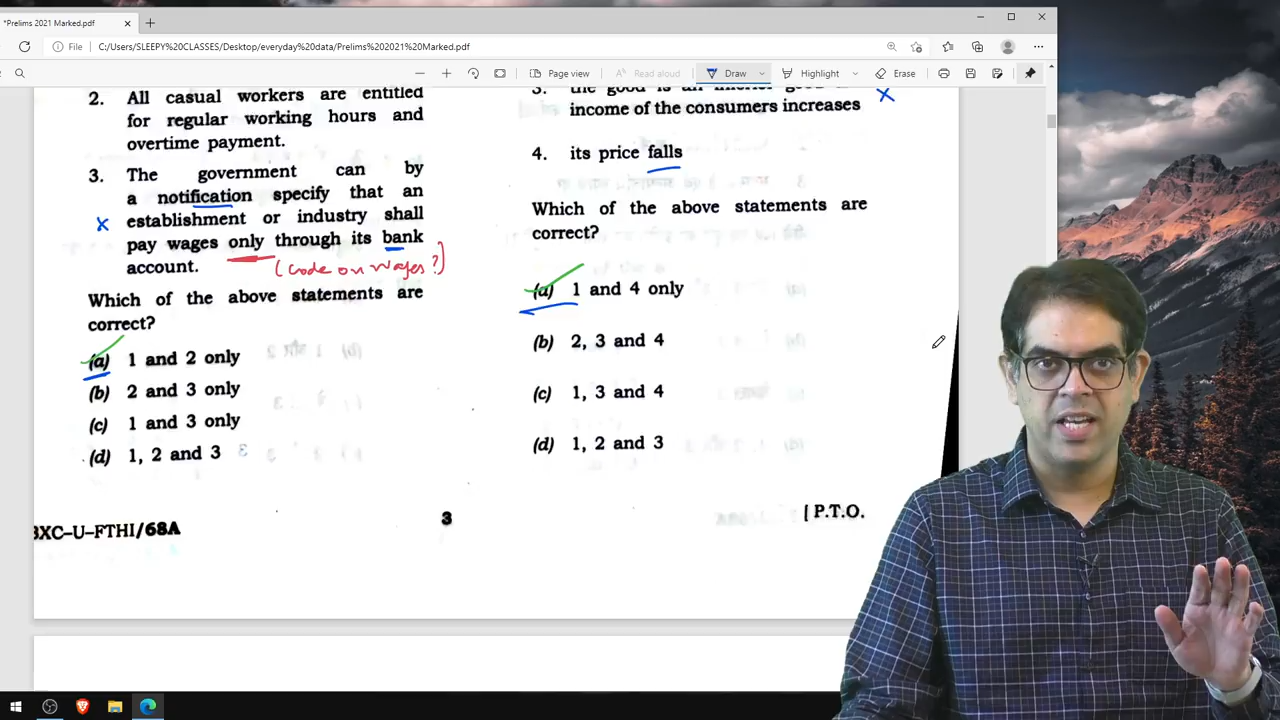 *Prelims 2021 Marked.pdf
File C:/Users/SLEEPY%20CLASSES/Desktop/everyday%20data/Prelims%202021%20Marked.pdf
Page view
Read aloud
Draw
Highlight
Erase
2. All casual workers are entitled
for regular working hours and
overtime payment.
3. The government can by
a notification specify that an
establishment or industry shall
pay wages only through its bank
account.
(Code on Wages?)
Which of the above statements are
correct?
(a) 1 and 2 only
(b) 2 and 3 only
(c) 1 and 3 only
(d) 1, 2 and 3
3. the good is an
income of the consumers increases
4. its price falls
Which of the above statements are
correct?
(a) 1 and 4 only
(b) 2, 3 and 4
(c) 1, 3 and 4
(d) 1, 2 and 3
XC-U-FTHI/68A
3
[ P.T.O.